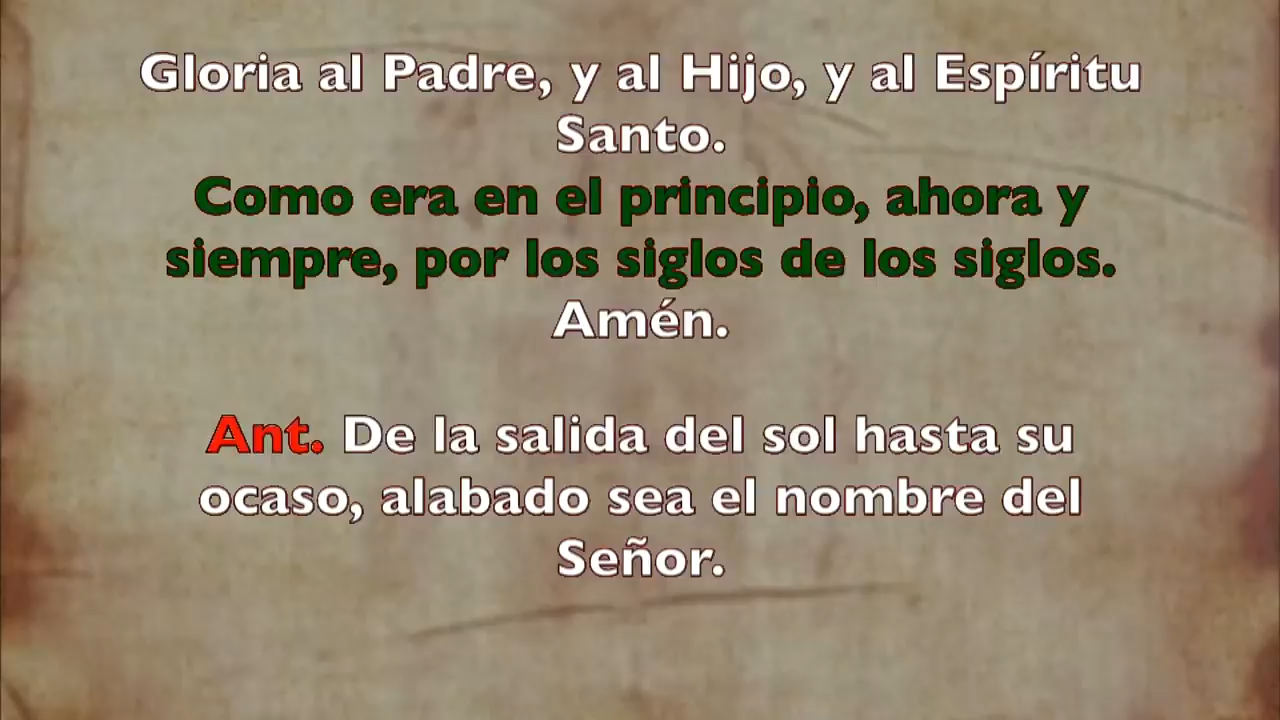 Gloria al Padre, y al Hijo, y al Espíritu
Santo.
Como era en el principio, ahora y
siempre, por los siglos de los siglos.
Amén.
Ant. De la salida del sol hasta su
ocaso, alabado sea el nombre del
Señor.